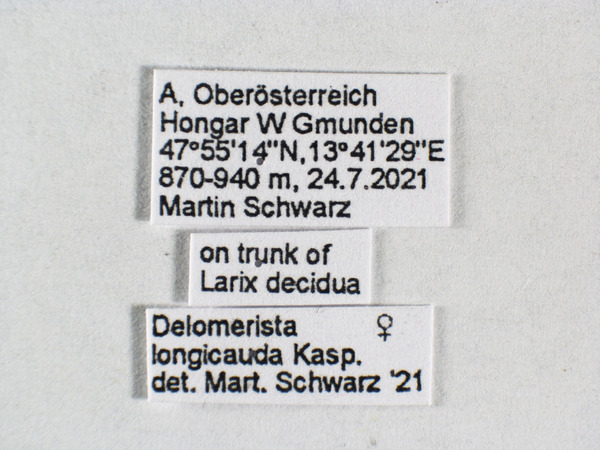 A, Oberösterreich
Hongar W Gmunden
47°55'14"N,13°41'29"E
870-940 m, 24.7.2021
Martin Schwarz
on trunk of
Larix decidua
Delomerista ♀
longicauda Kasp.
det. Mart. Schwarz '21